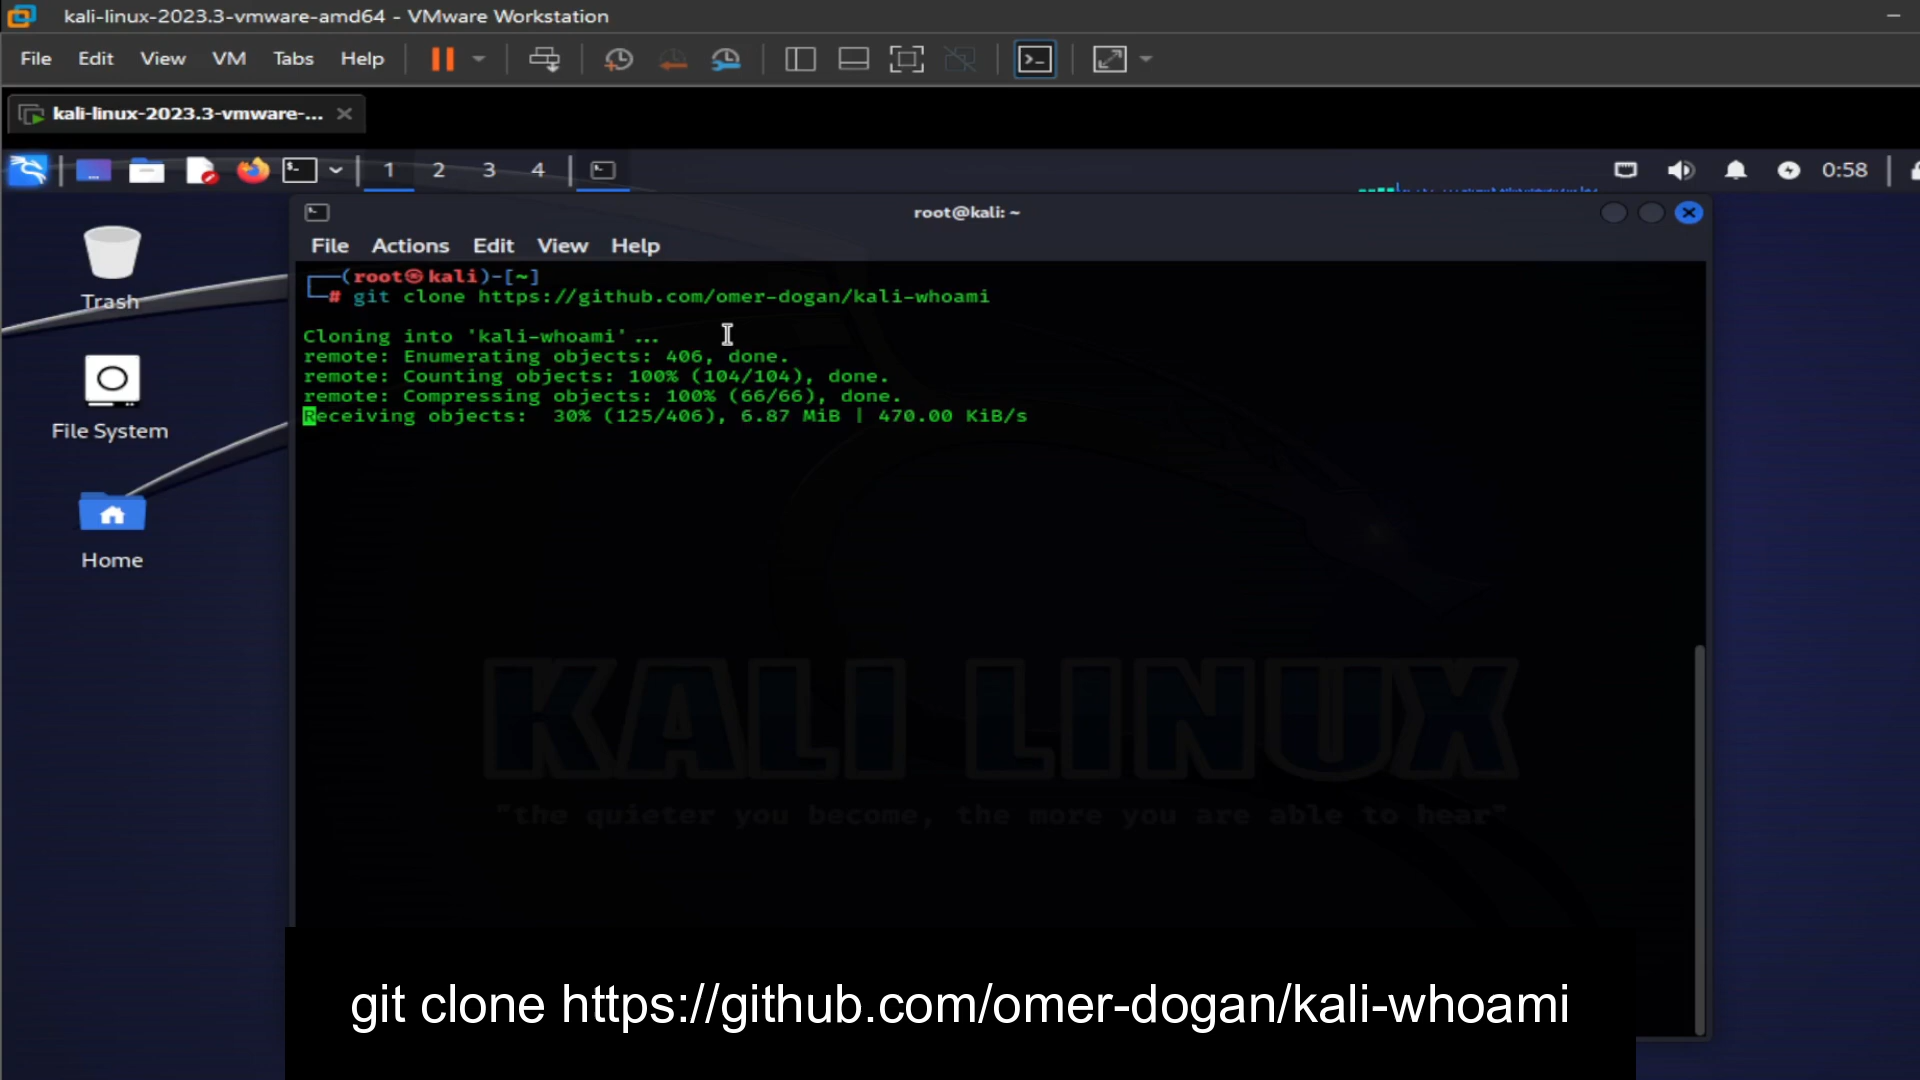 kali-linux-2023.3-vmware-amd64 - VMware Workstation
File Edit View VM Tabs Help
kali-linux-2023.3-vmware-...
1 2 3 4
0:58
root@kali: ~
File Actions Edit View Help
Trash
File System
Home
(root㉿kali)-[~]
# git clone https://github.com/omer-dogan/kali-whoami
Cloning into 'kali-whoami'...
remote: Enumerating objects: 406, done.
remote: Counting objects: 100% (104/104), done.
remote: Compressing objects: 100% (66/66), done.
Receiving objects:  30% (125/406), 6.87 MiB | 470.00 KiB/s
KALI LINUX
"the quieter you become, the more you are able to hear"
git clone https://github.com/omer-dogan/kali-whoami